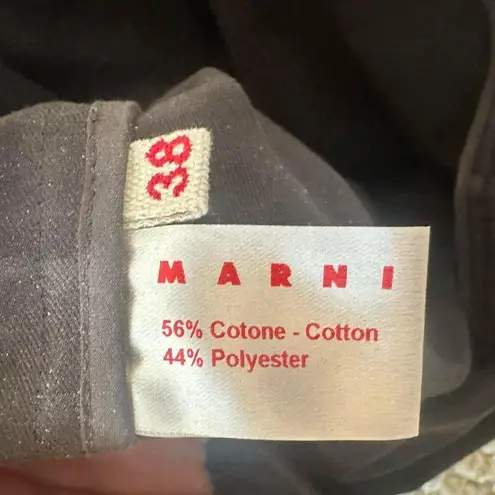 38
MARNI
56% Cotone - Cotton
44% Polyester